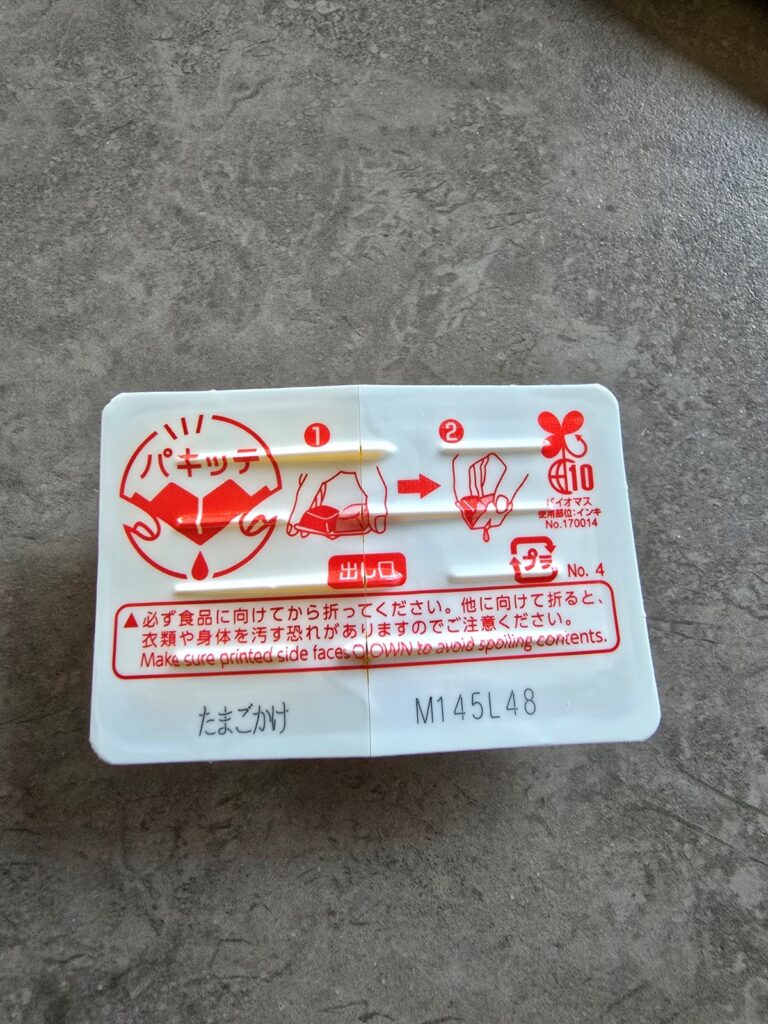 パキッテ
1
2
10
バイオマス
使用部位:インキ
No.170014
出し口
プラ
No. 4
▲必ず食品に向けてから折ってください。他に向けて折ると、
衣類や身体を汚す恐れがありますのでご注意ください。
Make sure printed side faces DOWN to avoid spoiling contents.
たまごかけ
M145L48